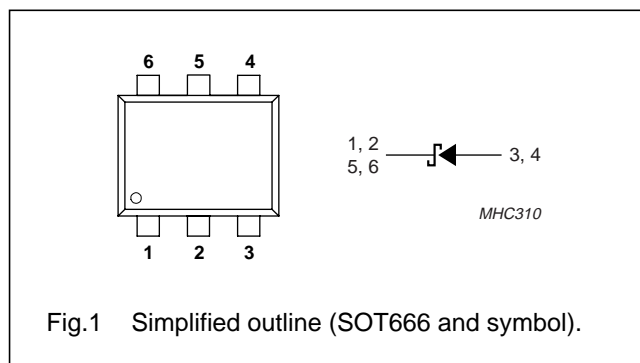 6 5 4
1 2 3
1, 2
5, 6
3, 4
MHC310
Fig.1 Simplified outline (SOT666 and symbol).